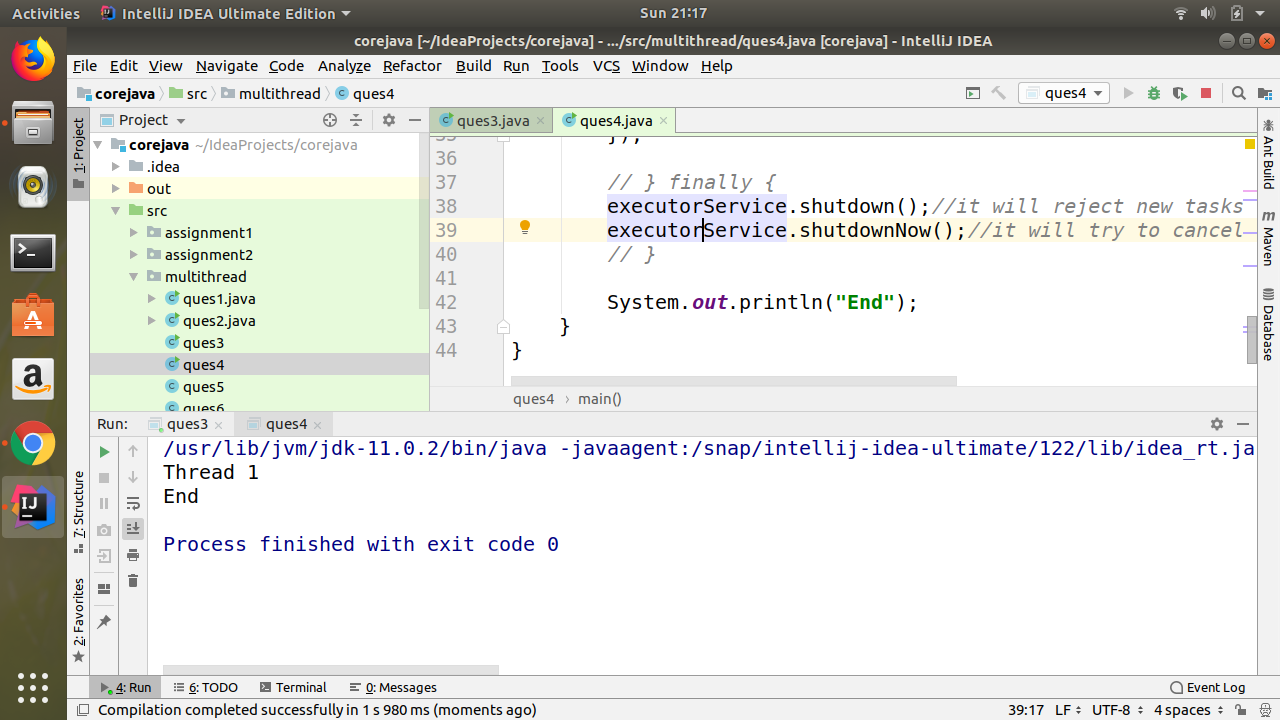 Activities IntelliJ IDEA Ultimate Edition Sun 21:17
corejava [~/IdeaProjects/corejava] - .../src/multithread/ques4.java [corejava] - IntelliJ IDEA
File Edit View Navigate Code Analyze Refactor Build Run Tools VCS Window Help
corejava src multithread ques4 ques4
1: Project
7: Structure
2: Favorites
Project
corejava ~/IdeaProjects/corejava
.idea
out
src
assignment1
assignment2
multithread
ques1.java
ques2.java
ques3
ques4
ques5
ques6
ques3.java ques4.java
35 });
36
37 // } finally {
38 executorService.shutdown();//it will reject new tasks
39 executorService.shutdownNow();//it will try to cancel
40 // }
41
42 System.out.println("End");
43 }
44 }
ques4 › main()
Ant Build
m Maven
Database
Run: ques3 ques4
/usr/lib/jvm/jdk-11.0.2/bin/java -javaagent:/snap/intellij-idea-ultimate/122/lib/idea_rt.ja
Thread 1
End
Process finished with exit code 0
4: Run 6: TODO Terminal 0: Messages Event Log
Compilation completed successfully in 1 s 980 ms (moments ago) 39:17 LF UTF-8 4 spaces